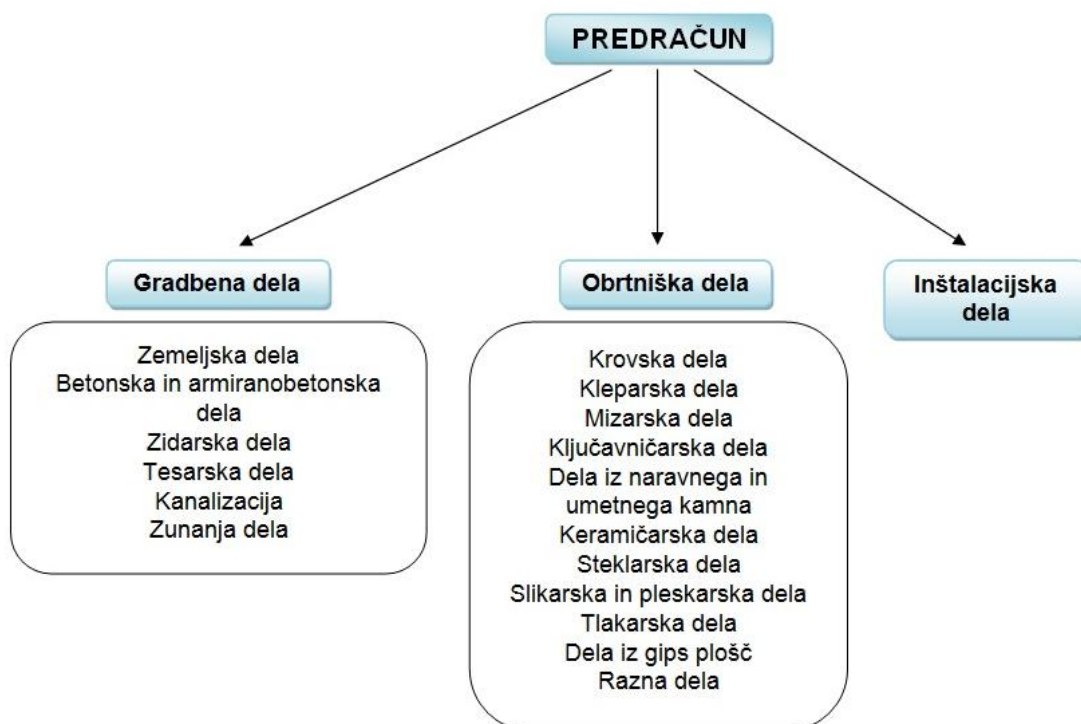 PREDRAČUN
Gradbena dela
Zemeljska dela
Betonska in armiranobetonska
dela
Zidarska dela
Tesarska dela
Kanalizacija
Zunanja dela
Obrtniška dela
Krovska dela
Kleparska dela
Mizarska dela
Ključavničarska dela
Dela iz naravnega in
umetnega kamna
Keramičarska dela
Steklarska dela
Slikarska in pleskarska dela
Tlakarska dela
Dela iz gips plošč
Razna dela
Inštalacijska
dela